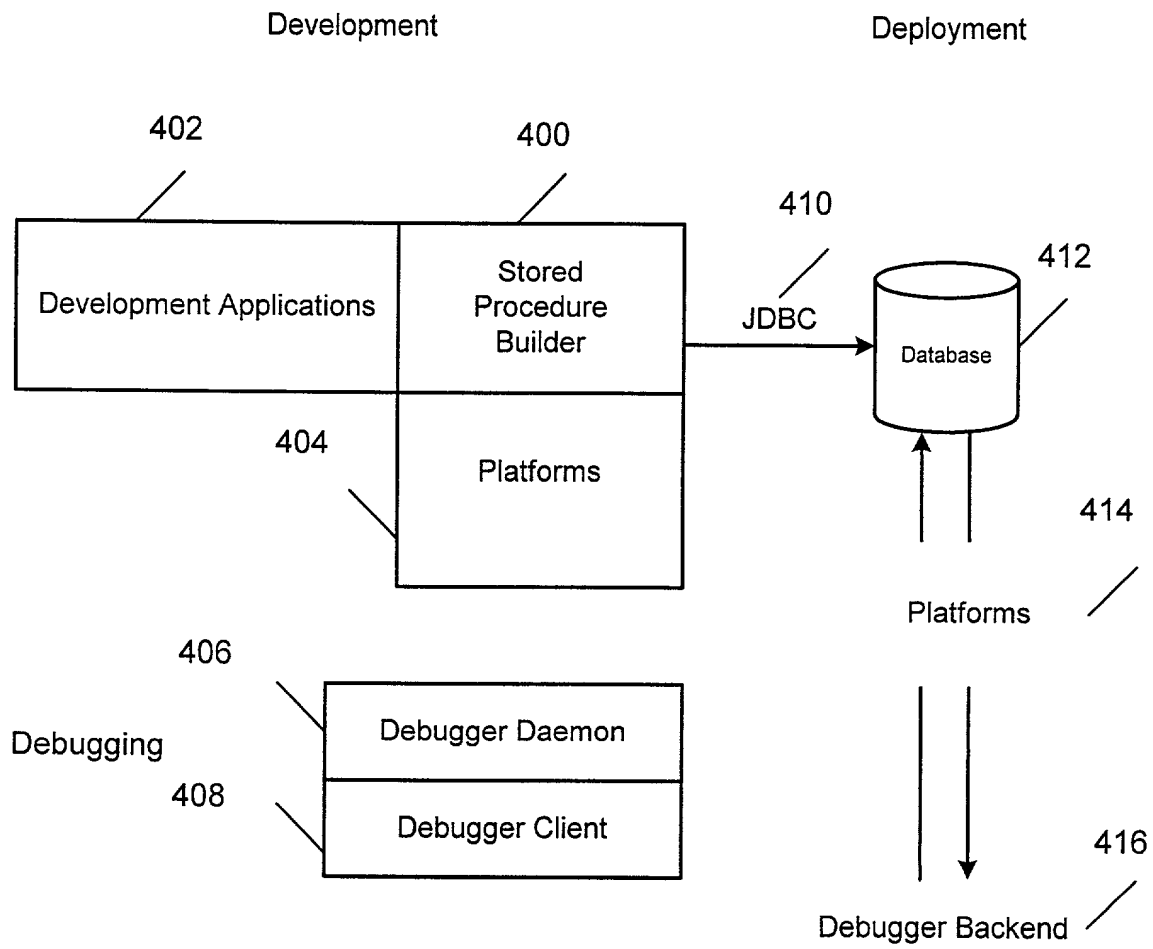 Development
Deployment
402
400
410
412
Development Applications
Stored
Procedure
Builder
JDBC
Database
404
Platforms
414
Platforms
406
Debugger Daemon
Debugging
408
Debugger Client
416
Debugger Backend